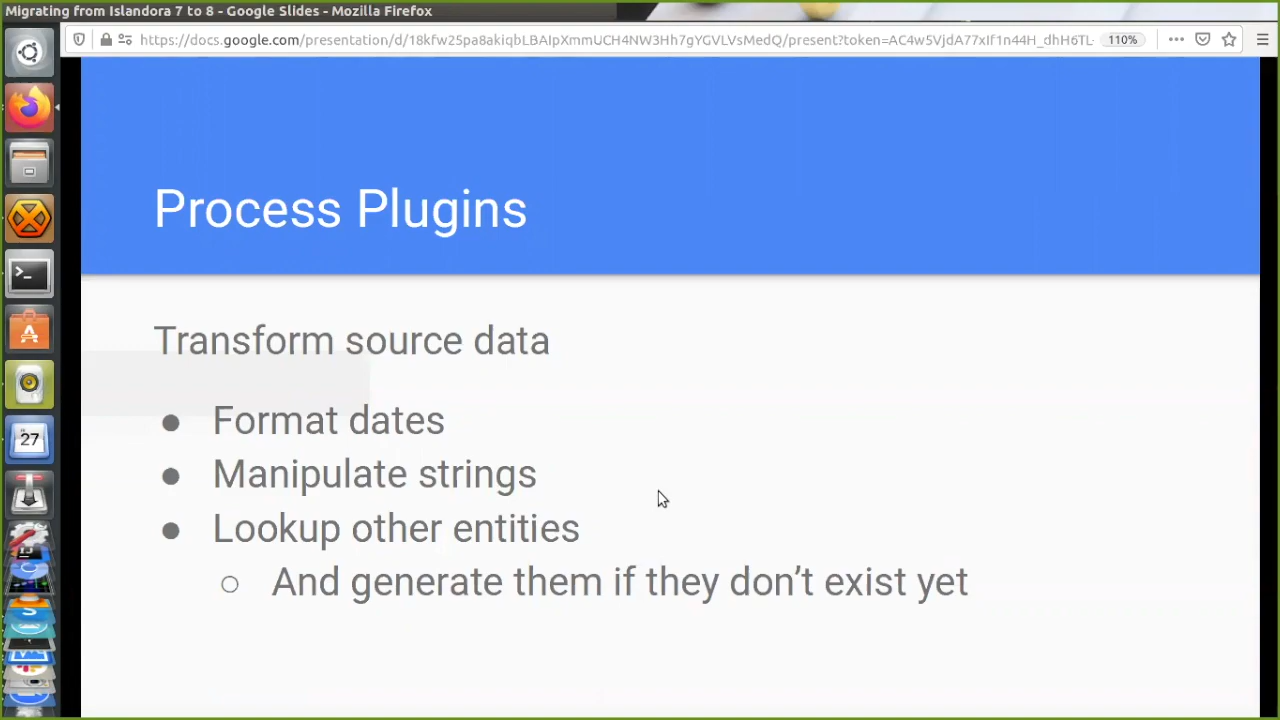 Migrating from Islandora 7 to 8 - Google Slides - Mozilla Firefox
https://docs.google.com/presentation/d/18kfw25pa8akiqbLBAIpXmmUCH4NW3Hh7gYGVLVsMedQ/present?token=AC4w5VjdA77xIf1n44H_dhH6TL-
110%
Process Plugins
Transform source data
● Format dates
● Manipulate strings
● Lookup other entities
○ And generate them if they don’t exist yet
27